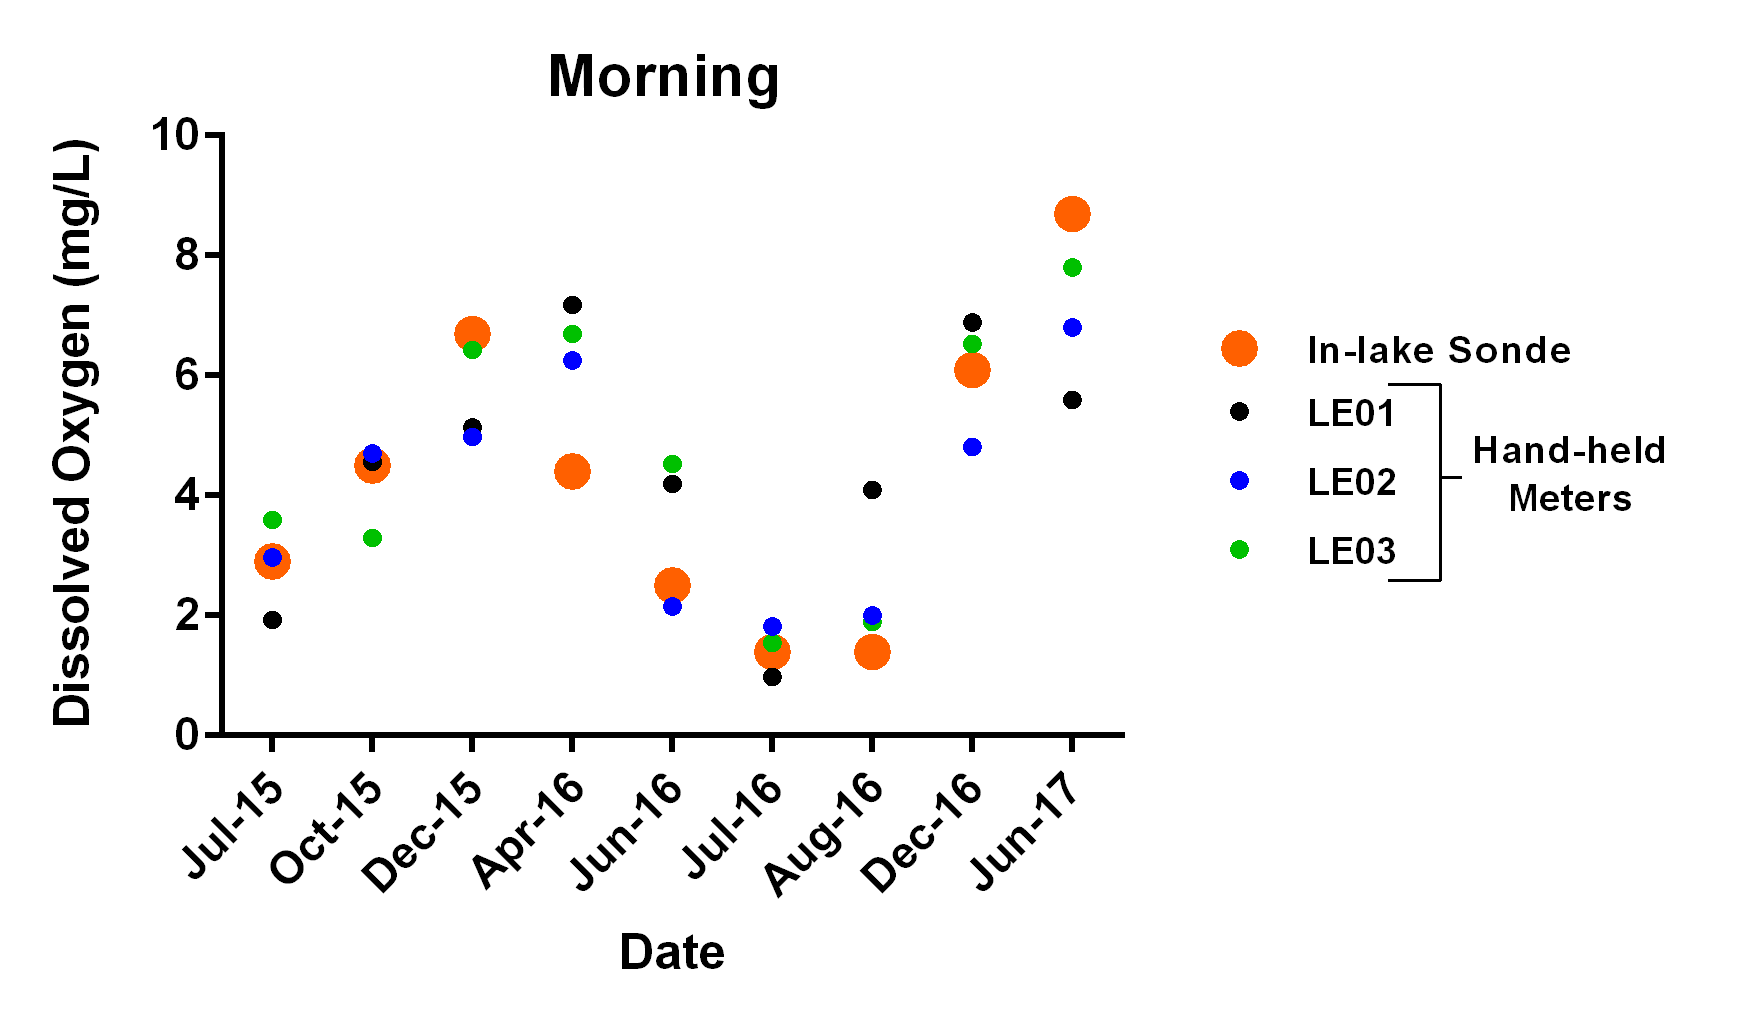 Morning
Dissolved Oxygen (mg/L)
10
8
6
4
2
0
Jul-15
Oct-15
Dec-15
Apr-16
Jun-16
Jul-16
Aug-16
Dec-16
Jun-17
Date
In-lake Sonde
LE01
LE02
LE03
Hand-held
Meters